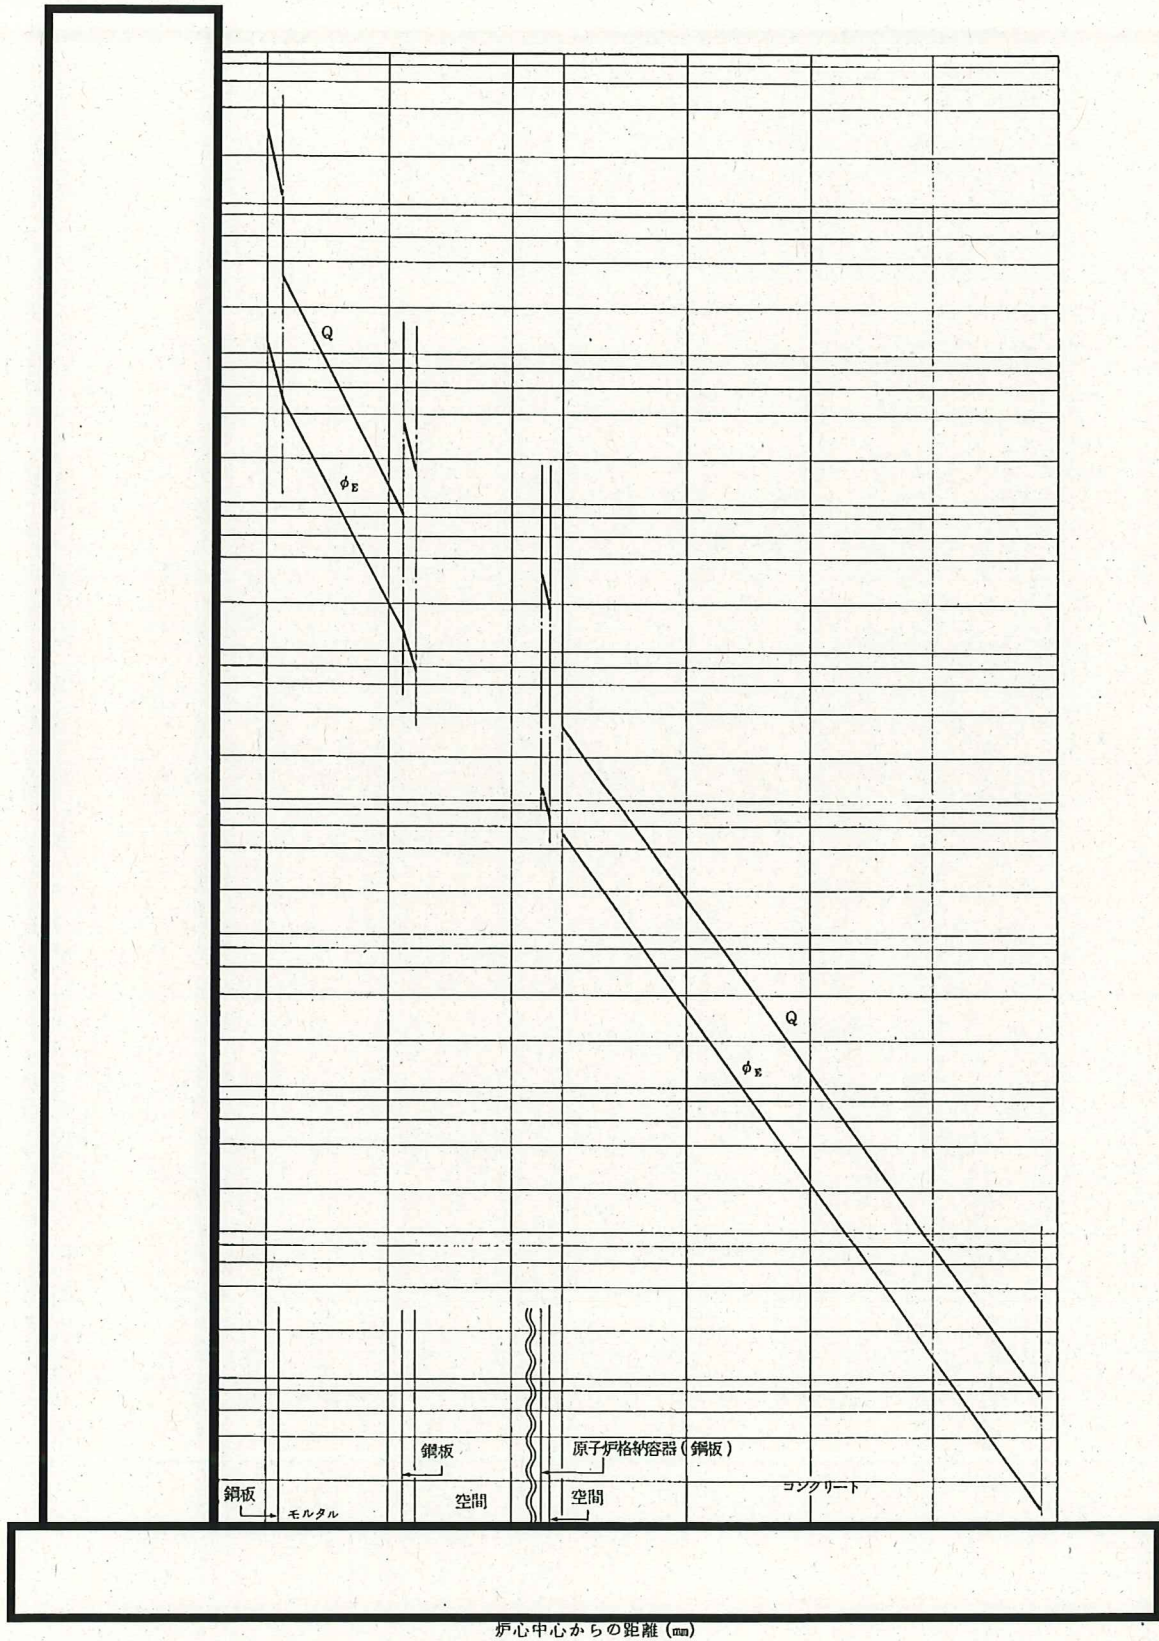 Q
φE
Q
φE
鋼板
原子炉格納容器(鋼板)
コンクリート
鋼板
空間
空間
モルタル
炉心中心からの距離(mm)